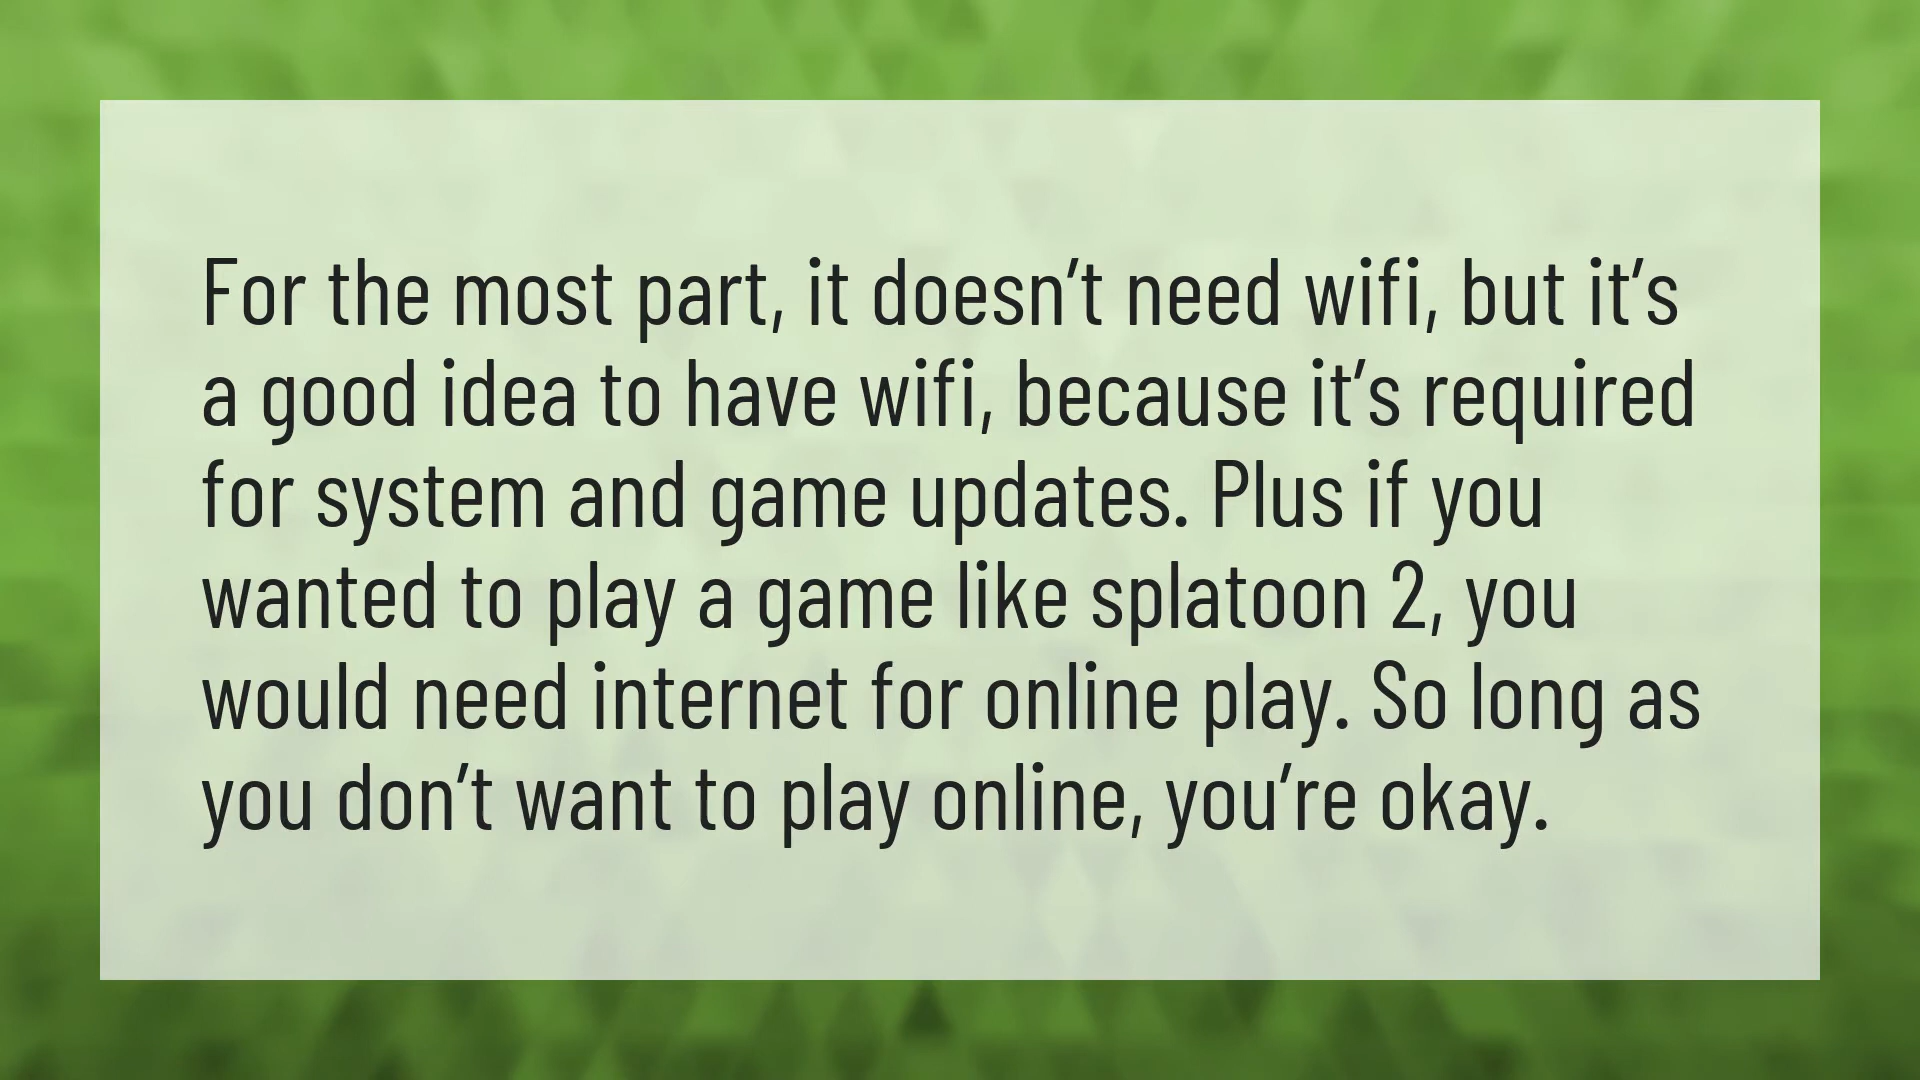 For the most part, it doesn’t need wifi, but it’s
a good idea to have wifi, because it’s required
for system and game updates. Plus if you
wanted to play a game like splatoon 2, you
would need internet for online play. So long as
you don’t want to play online, you’re okay.